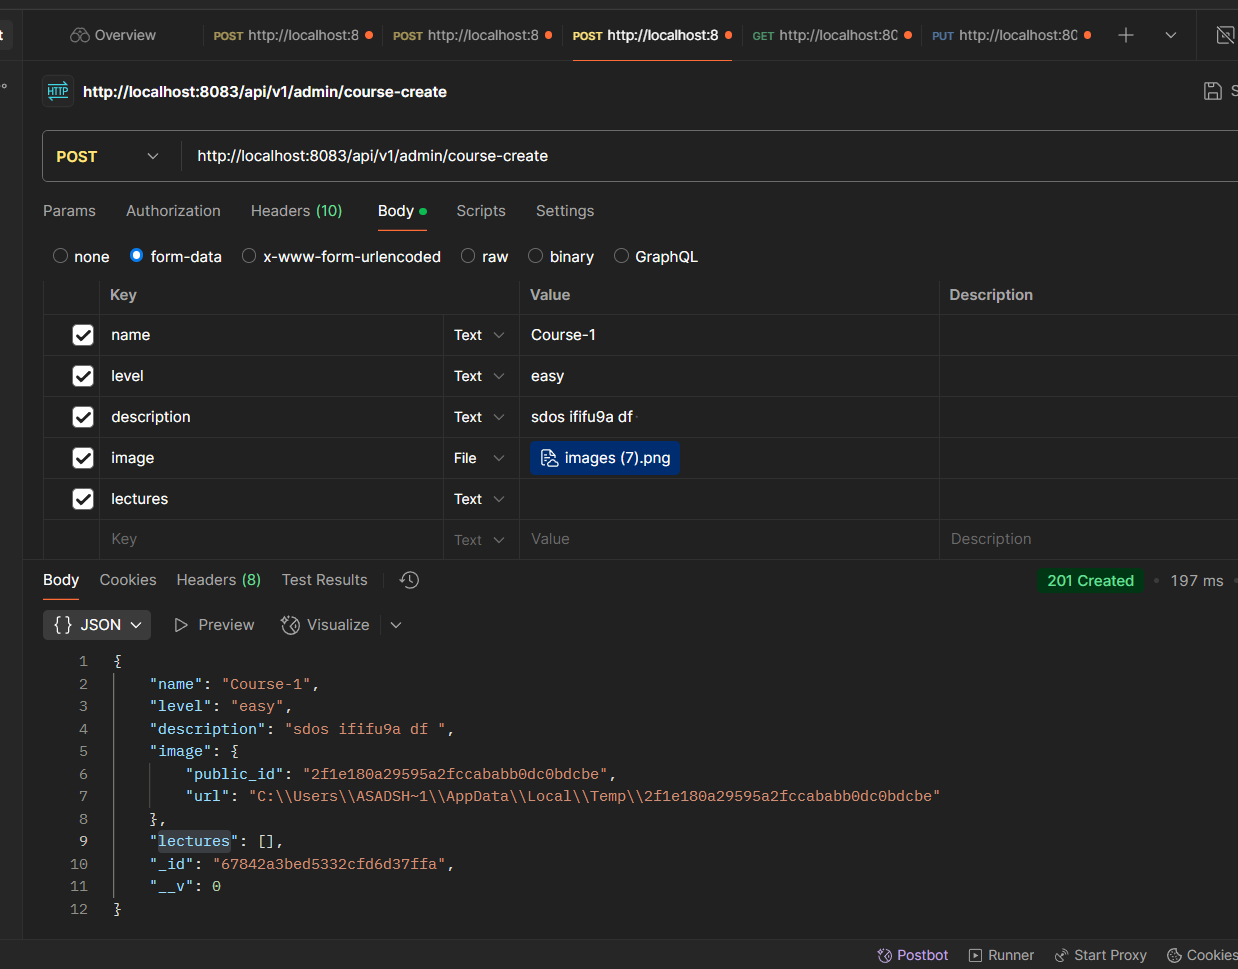 t
Overview POST http://localhost:8 POST http://localhost:8 POST http://localhost:8 GET http://localhost:80 PUT http://localhost:80
HTTP http://localhost:8083/api/v1/admin/course-create S
POST http://localhost:8083/api/v1/admin/course-create
Params Authorization Headers (10) Body Scripts Settings
none form-data x-www-form-urlencoded raw binary GraphQL
Key Value Description
name Text Course-1
level Text easy
description Text sdos ififu9a df
image File images (7).png
lectures Text
Key Text Value Description
Body Cookies Headers (8) Test Results 201 Created 197 ms
{} JSON Preview Visualize
1 {
2 "name": "Course-1",
3 "level": "easy",
4 "description": "sdos ififu9a df ",
5 "image": {
6 "public_id": "2f1e180a29595a2fccababb0dc0bdcbe",
7 "url": "C:\\Users\\ASADSH~1\\AppData\\Local\\Temp\\2f1e180a29595a2fccababb0dc0bdcbe"
8 },
9 "lectures": [],
10 "_id": "67842a3bed5332cfd6d37ffa",
11 "__v": 0
12 }
Postbot Runner Start Proxy Cookies